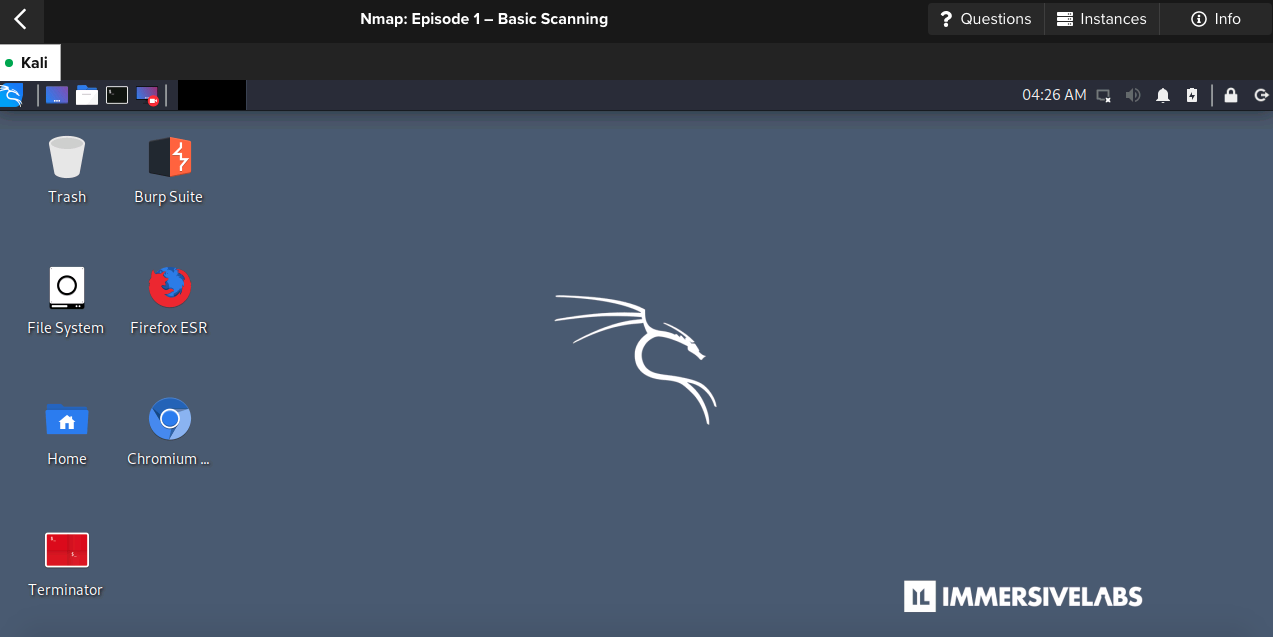 Nmap: Episode 1 – Basic Scanning
? Questions
Instances
Info
Kali
04:26 AM
Trash
Burp Suite
File System
Firefox ESR
Home
Chromium ...
Terminator
IL IMMERSIVELABS